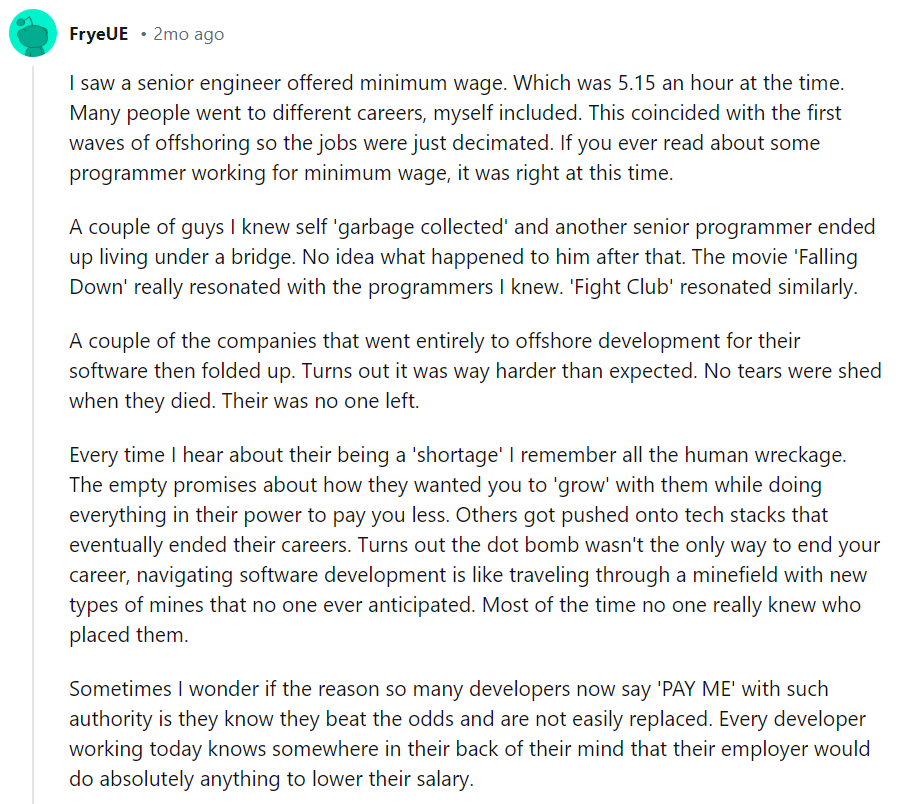 FryeUE • 2mo ago
I saw a senior engineer offered minimum wage. Which was 5.15 an hour at the time.
Many people went to different careers, myself included. This coincided with the first
waves of offshoring so the jobs were just decimated. If you ever read about some
programmer working for minimum wage, it was right at this time.
A couple of guys I knew self 'garbage collected' and another senior programmer ended
up living under a bridge. No idea what happened to him after that. The movie 'Falling
Down' really resonated with the programmers I knew. 'Fight Club' resonated similarly.
A couple of the companies that went entirely to offshore development for their
software then folded up. Turns out it was way harder than expected. No tears were shed
when they died. Their was no one left.
Every time I hear about their being a 'shortage' I remember all the human wreckage.
The empty promises about how they wanted you to 'grow' with them while doing
everything in their power to pay you less. Others got pushed onto tech stacks that
eventually ended their careers. Turns out the dot bomb wasn't the only way to end your
career, navigating software development is like traveling through a minefield with new
types of mines that no one ever anticipated. Most of the time no one really knew who
placed them.
Sometimes I wonder if the reason so many developers now say 'PAY ME' with such
authority is they know they beat the odds and are not easily replaced. Every developer
working today knows somewhere in their back of their mind that their employer would
do absolutely anything to lower their salary.